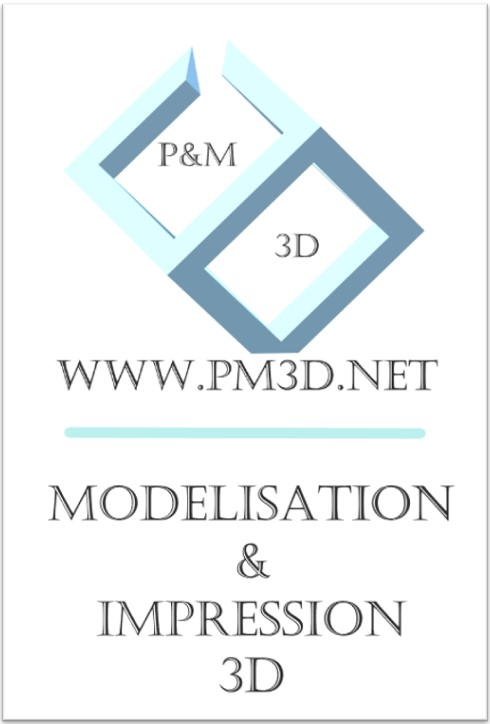 P&M
3D
WWW.PM3D.NET
MODELISATION
&
IMPRESSION
3D